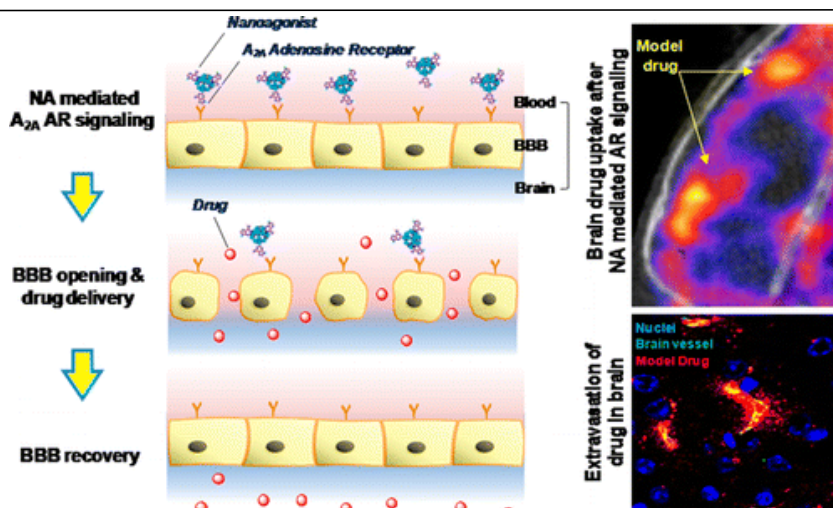 Nanoagonist
A2A Adenosine Receptor
NA mediated
A2A AR signaling
Blood
BBB
Brain
Drug
BBB opening &
drug delivery
BBB recovery
Brain drug uptake after
NA mediated AR signaling
Model
drug
Extravasation of
drug in brain
Nuclei
Brain vessel
Model Drug